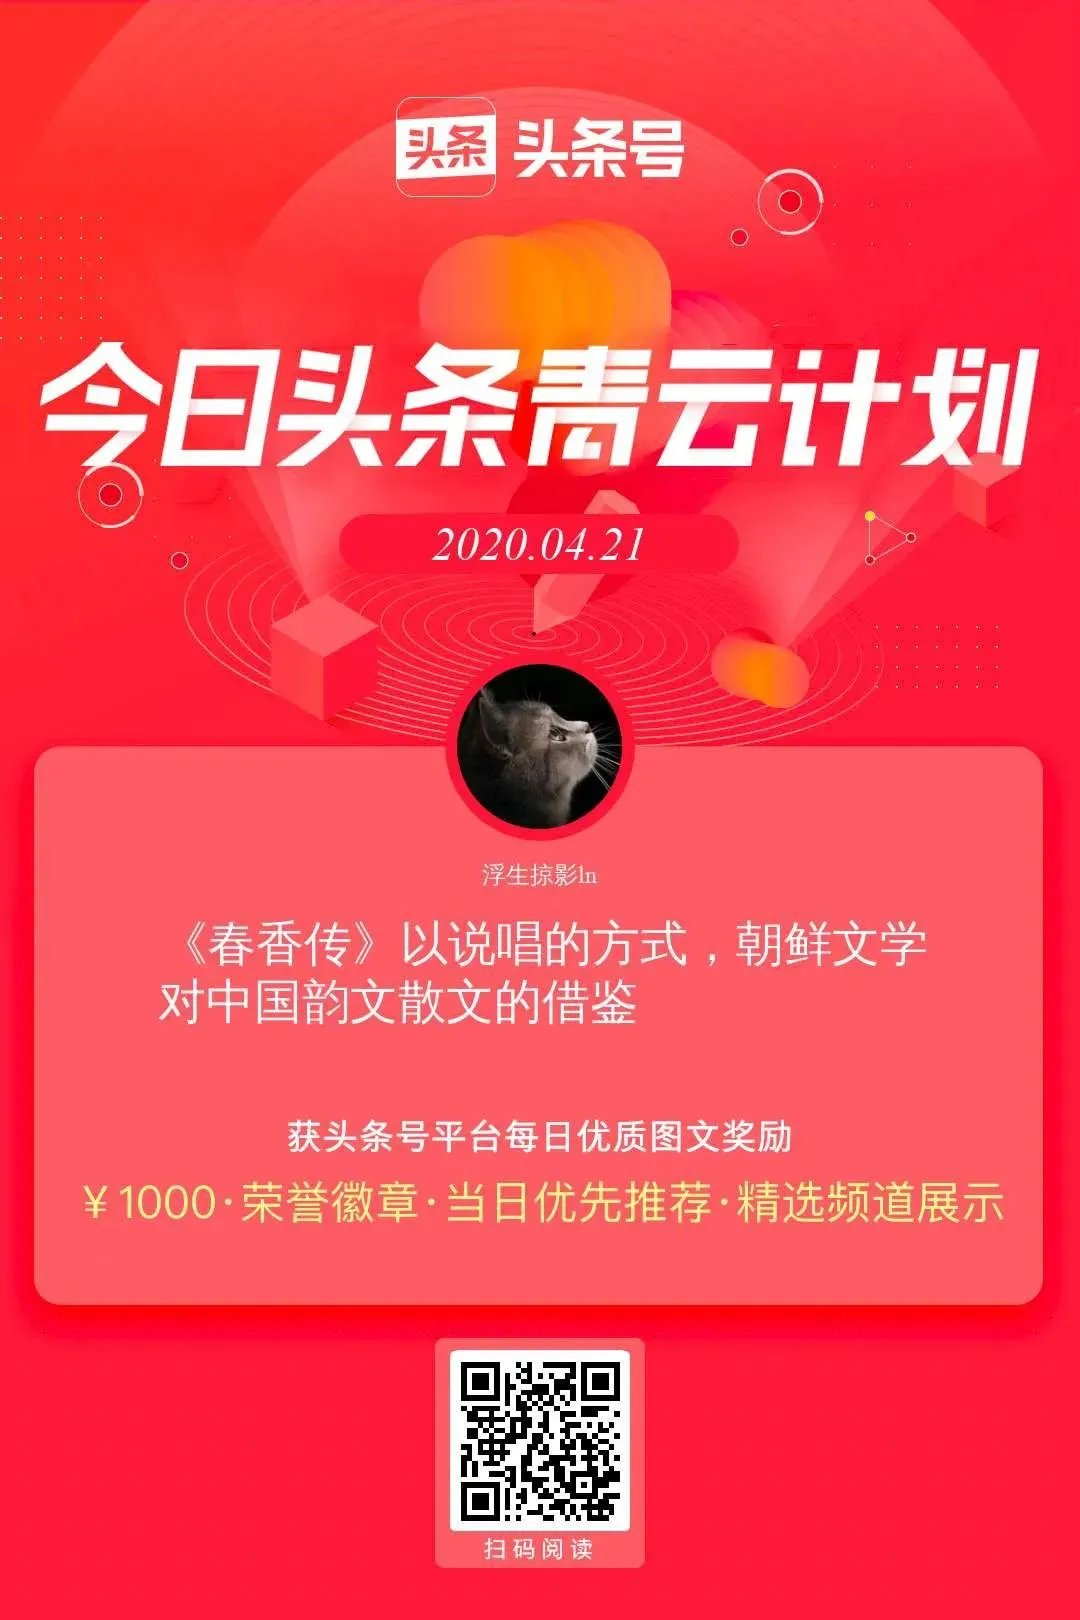 头条 头条号
今日头条青云计划
2020.04.21
浮生掠影ln
《春香传》以说唱的方式，朝鲜文学
对中国韵文散文的借鉴
获头条号平台每日优质图文奖励
￥1000·荣誉徽章·当日优先推荐·精选频道展示
扫码阅读